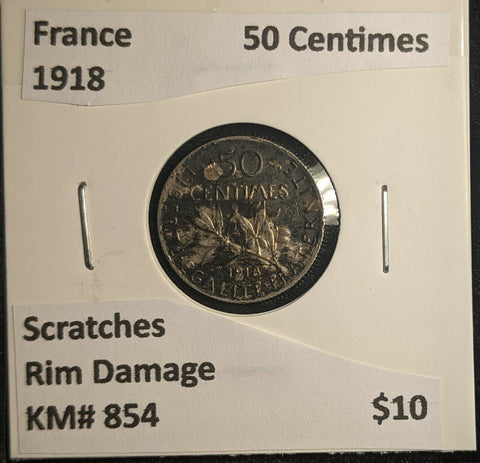 France 50 Centimes
1918
50
CENTIMES
1918
Scratches
Rim Damage
KM# 854 $10